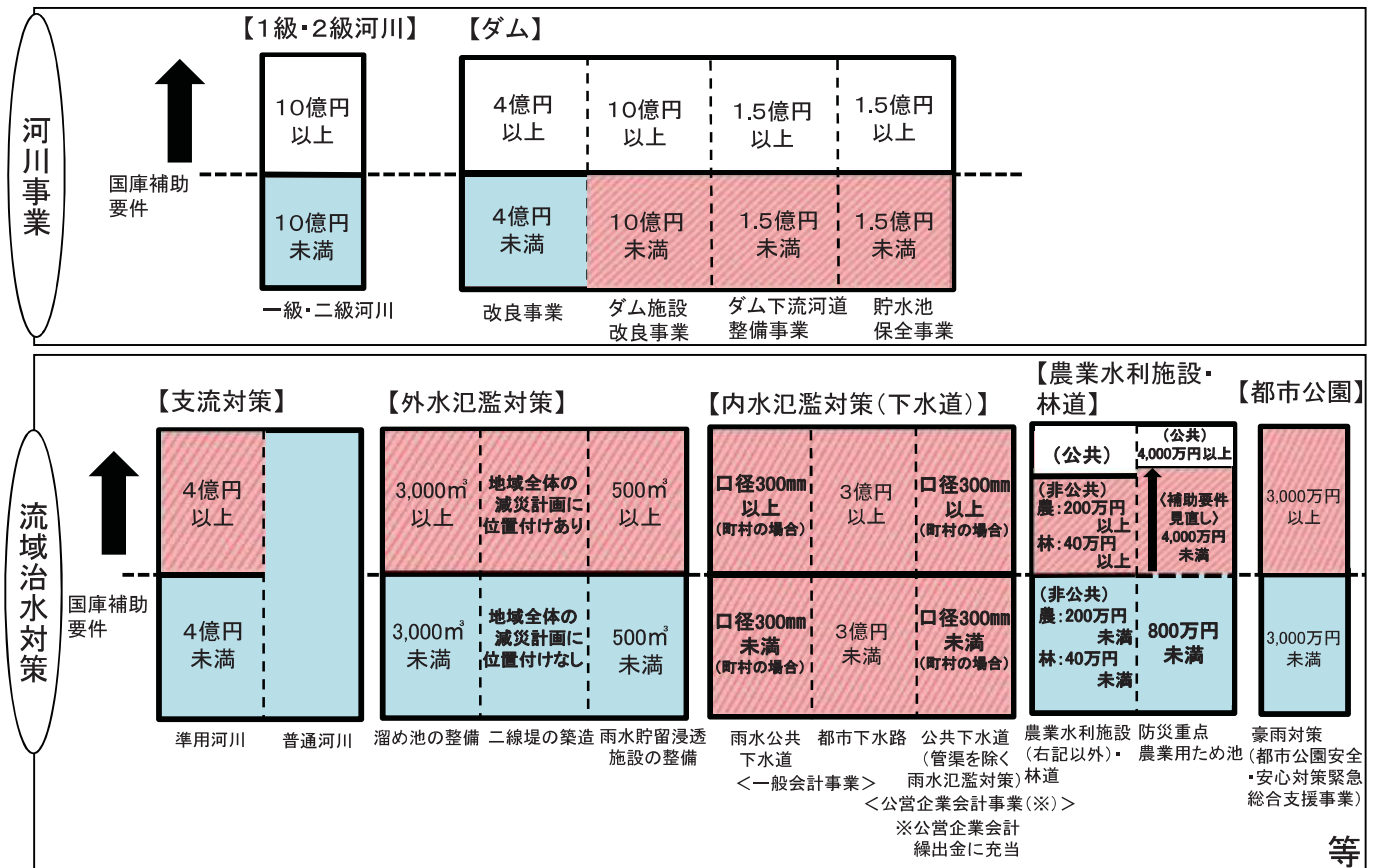 河川事業
【1級・2級河川】
【ダム】
国庫補助
要件
10億円
以上
10億円
未満
一級・二級河川
4億円
以上
4億円
未満
改良事業
10億円
以上
10億円
未満
ダム施設
改良事業
1.5億円
以上
1.5億円
未満
ダム下流河道
整備事業
1.5億円
以上
1.5億円
未満
貯水池
保全事業
流域治水対策
国庫補助
要件
【支流対策】
4億円
以上
4億円
未満
準用河川
普通河川
【外水氾濫対策】
3,000㎥
以上
3,000㎥
未満
溜め池の整備
地域全体の
減災計画に
位置付けあり
地域全体の
減災計画に
位置付けなし
二線堤の築造
500㎥
以上
500㎥
未満
雨水貯留浸透
施設の整備
【内水氾濫対策(下水道)】
口径300mm
以上
(町村の場合)
口径300mm
未満
(町村の場合)
雨水公共
下水道
3億円
以上
3億円
未満
都市下水路
<一般会計事業>
口径300mm
以上
(町村の場合)
口径300mm
未満
(町村の場合)
公共下水道
(管渠を除く
雨水氾濫対策)
<公営企業会計事業(※)>
※公営企業会計
繰出金に充当
【農業水利施設・
林道】
(公共)
(非公共)
農:200万円
以上
林:40万円
以上
(非公共)
農:200万円
未満
林:40万円
未満
農業水利施設
(右記以外)・
林道
(公共)
4,000万円以上
〈補助要件
見直し〉
4,000万円
未満
800万円
未満
防災重点
農業用ため池
【都市公園】
3,000万円
以上
3,000万円
未満
豪雨対策
(都市公園安全
・安心対策緊急
総合支援事業)
等